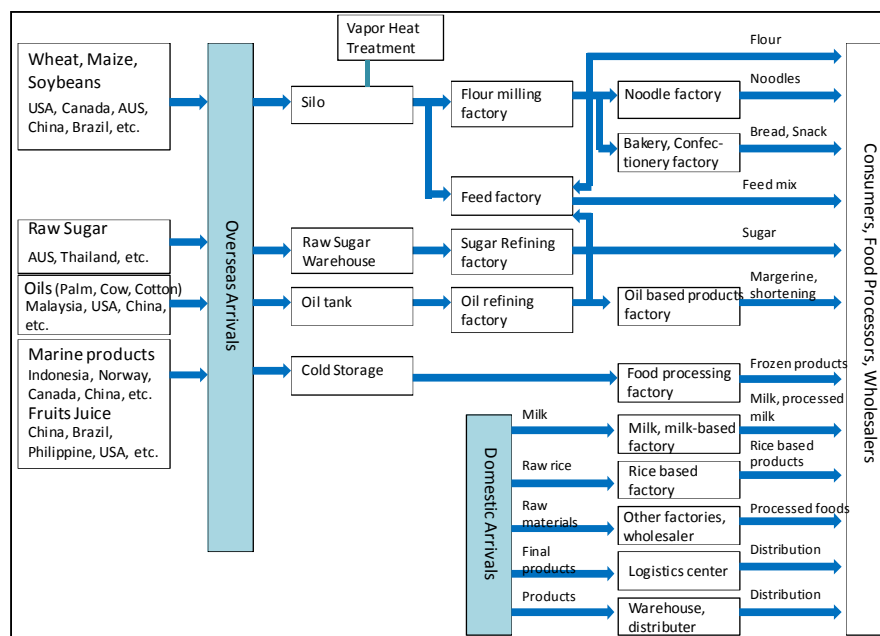 Vapor Heat
Treatment
Wheat, Maize,
Soybeans
USA, Canada, AUS,
China, Brazil, etc.
Raw Sugar
AUS, Thailand, etc.
Oils (Palm, Cow, Cotton)
Malaysia, USA, China,
etc.
Marine products
Indonesia, Norway,
Canada, China, etc.
Fruits Juice
China, Brazil,
Philippine, USA, etc.
Overseas Arrivals
Silo
Raw Sugar
Warehouse
Oil tank
Cold Storage
Flour milling
factory
Feed factory
Sugar Refining
factory
Oil refining
factory
Domestic Arrivals
Milk
Raw rice
Raw
materials
Final
products
Products
Noodle factory
Bakery, Confec-
tionery factory
Oil based products
factory
Food processing
factory
Milk, milk-based
factory
Rice based
factory
Other factories,
wholesaler
Logistics center
Warehouse,
distributer
Flour
Noodles
Bread, Snack
Feed mix
Sugar
Margerine,
shortening
Frozen products
Milk, processed
milk
Rice based
products
Processed foods
Distribution
Distribution
Consumers, Food Processors, Wholesalers